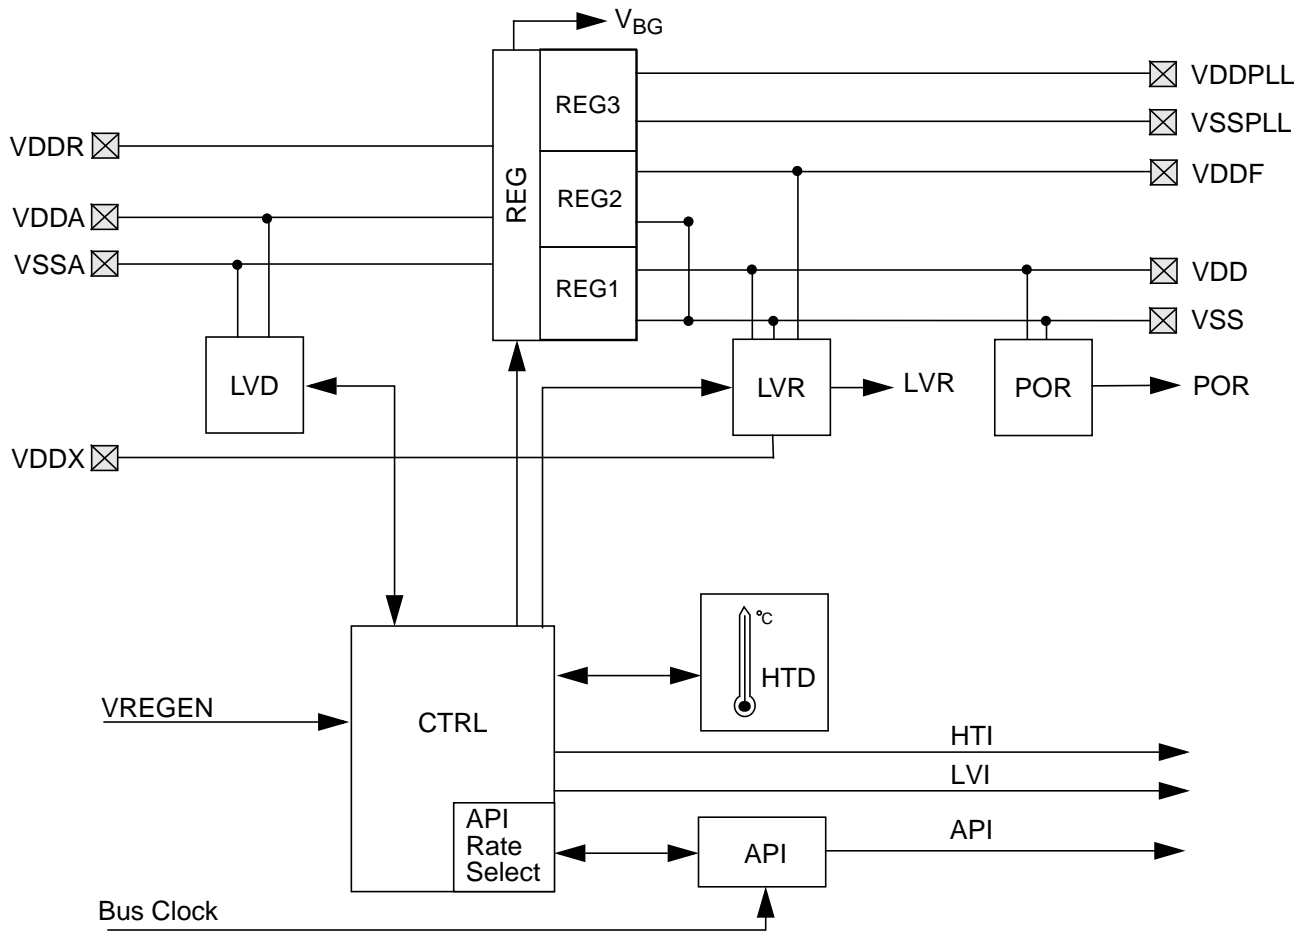 VBG
VDDPLL
REG3
VSSPLL
VDDR
VDDF
REG
REG2
VDDA
VSSA
VDD
REG1
VSS
LVD
LVR
LVR
POR
POR
VDDX
°C
HTD
VREGEN
CTRL
HTI
LVI
API
Rate
Select
API
API
Bus Clock